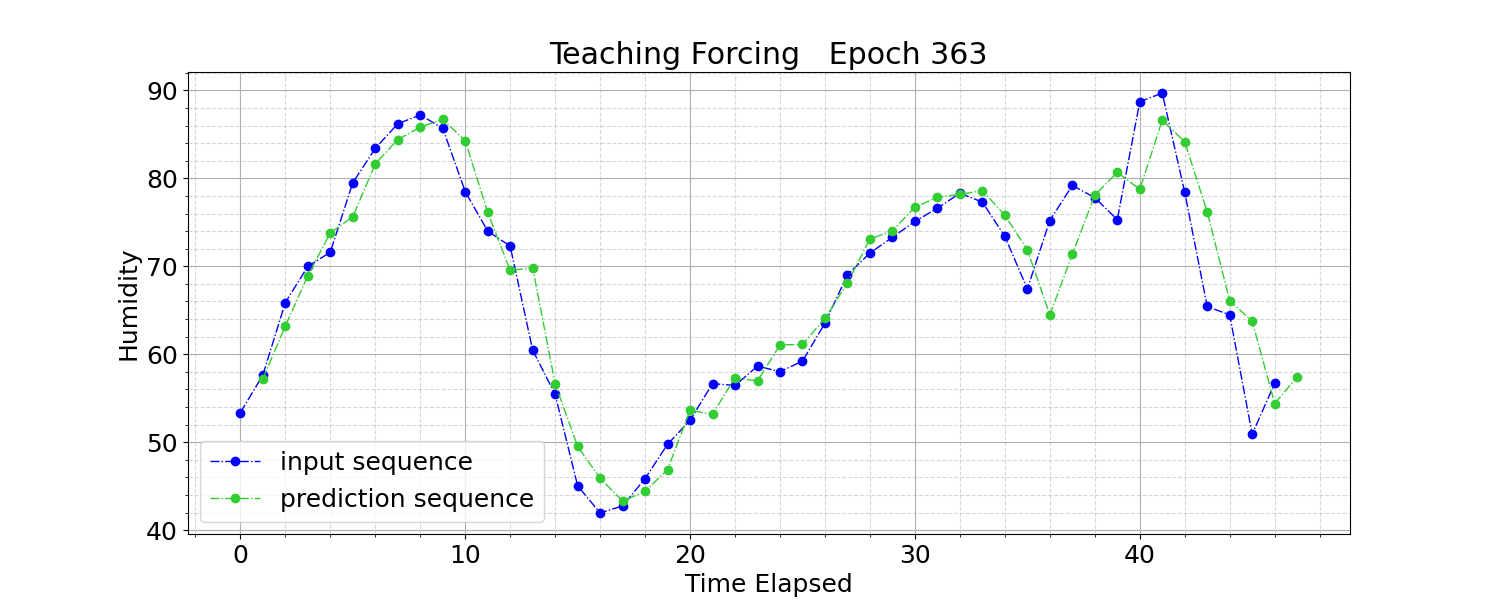 Teaching Forcing   Epoch 363
90
80
70
60
50
40
Humidity
input sequence
prediction sequence
0 10 20 30 40
Time Elapsed